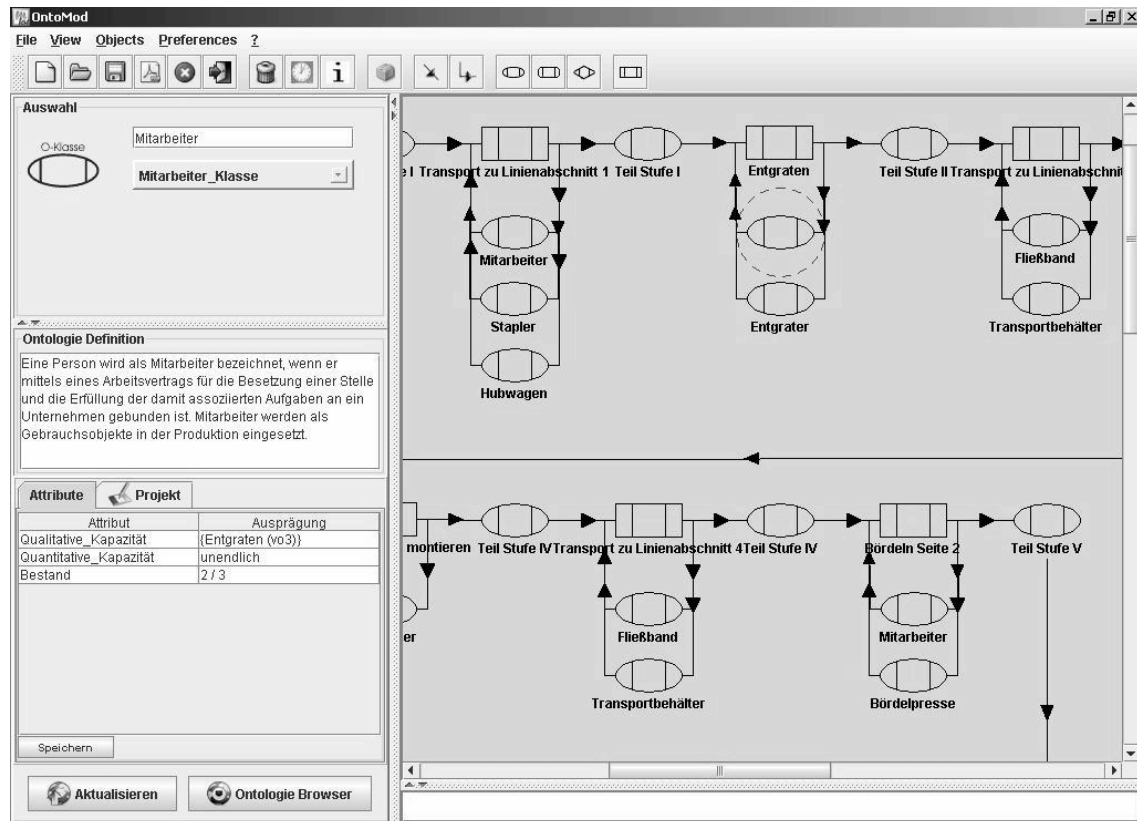 OntoMod
File View Objects Preferences ?
Auswahl
O-Klasse
Mitarbeiter
Mitarbeiter_Klasse
Ontologie Definition
Eine Person wird als Mitarbeiter bezeichnet, wenn er
mittels eines Arbeitsvertrags für die Besetzung einer Stelle
und die Erfüllung der damit assoziierten Aufgaben an ein
Unternehmen gebunden ist. Mitarbeiter werden als
Gebrauchsobjekte in der Produktion eingesetzt.
Attribute Projekt
Attribut Ausprägung
Qualitative_Kapazität {Entgraten (vo3)}
Quantitative_Kapazität unendlich
Bestand 2 / 3
Speichern
Aktualisieren Ontologie Browser
e I Transport zu Linienabschnitt 1 Teil Stufe I Entgraten Teil Stufe II Transport zu Linienabschnit
Mitarbeiter Fließband
Stapler Entgrater Transportbehälter
Hubwagen
montieren Teil Stufe IV Transport zu Linienabschnitt 4 Teil Stufe IV Bördeln Seite 2 Teil Stufe V
er Fließband Mitarbeiter
Transportbehälter Bördelpresse